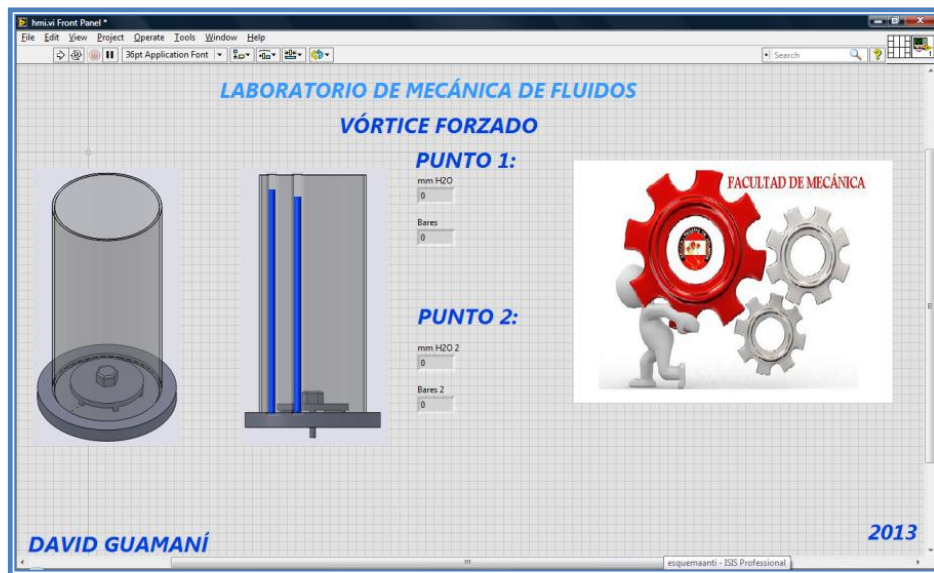 hmi.vi Front Panel *
File Edit View Project Operate Tools Window Help
36pt Application Font
Search
LABORATORIO DE MECÁNICA DE FLUIDOS
VÓRTICE FORZADO
PUNTO 1:
mm H2O
0
Bares
0
PUNTO 2:
mm H2O 2
0
Bares 2
0
FACULTAD DE MECÁNICA
DAVID GUAMANÍ
2013
esquemaanti - ISIS Professional